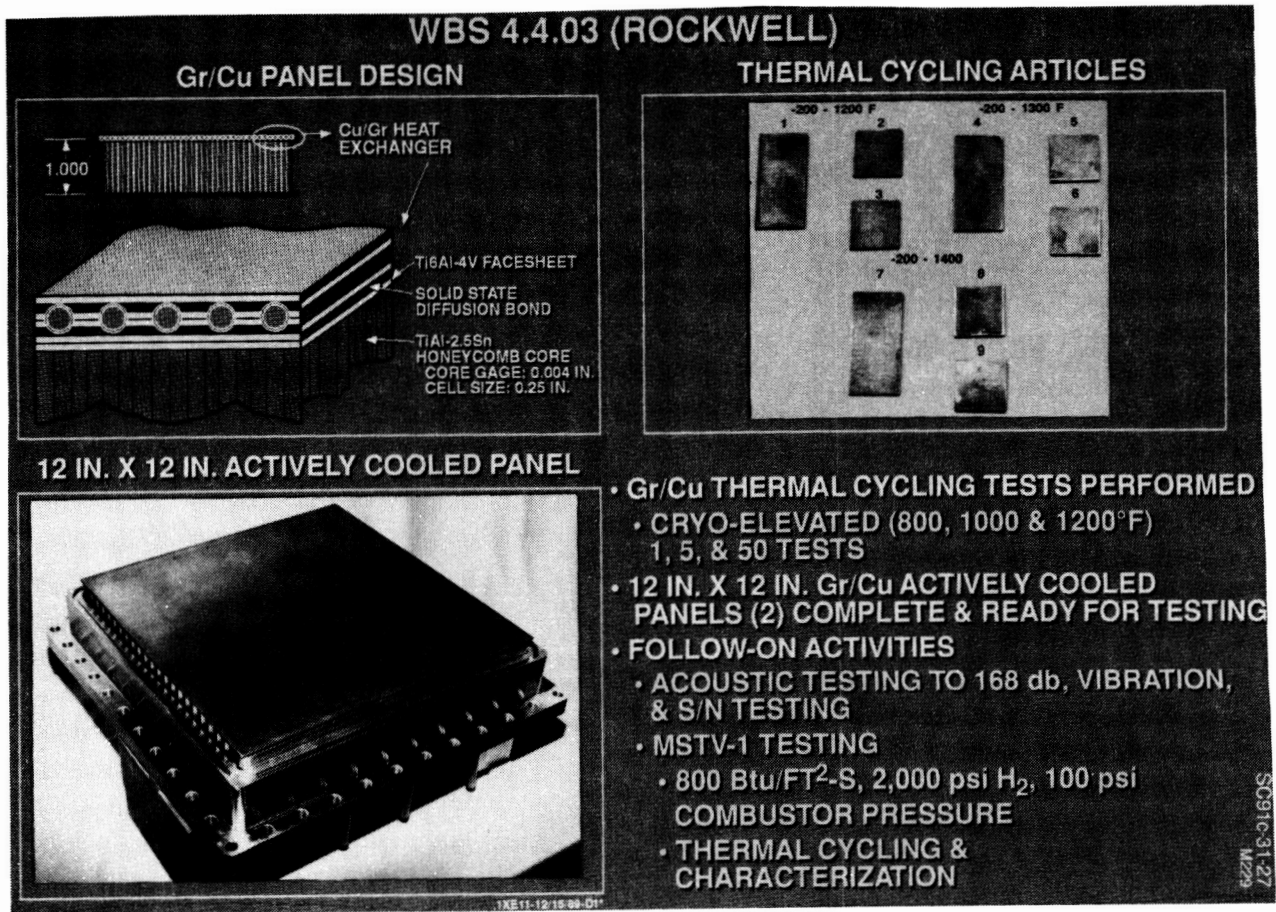 WBS 4.4.03 (ROCKWELL)
Gr/Cu PANEL DESIGN
1.000
Cu/Gr HEAT
EXCHANGER
Ti6Al-4V FACESHEET
SOLID STATE
DIFFUSION BOND
TiAl-2.5Sn
HONEYCOMB CORE
CORE GAGE: 0.004 IN.
CELL SIZE: 0.25 IN.
THERMAL CYCLING ARTICLES
-200 - 1200 F
-200 - 1300 F
1
2
4
5
3
6
-200 - 1400
7
8
9
12 IN. X 12 IN. ACTIVELY COOLED PANEL
1XE11-12/15/89-D1*
• Gr/Cu THERMAL CYCLING TESTS PERFORMED
• CRYO-ELEVATED (800, 1000 & 1200°F)
1, 5, & 50 TESTS
• 12 IN. X 12 IN. Gr/Cu ACTIVELY COOLED
PANELS (2) COMPLETE & READY FOR TESTING
• FOLLOW-ON ACTIVITIES
• ACOUSTIC TESTING TO 168 db, VIBRATION,
& S/N TESTING
• MSTV-1 TESTING
• 800 Btu/FT²-S, 2,000 psi H₂, 100 psi
COMBUSTOR PRESSURE
• THERMAL CYCLING &
CHARACTERIZATION
SC91c-31-27
M229